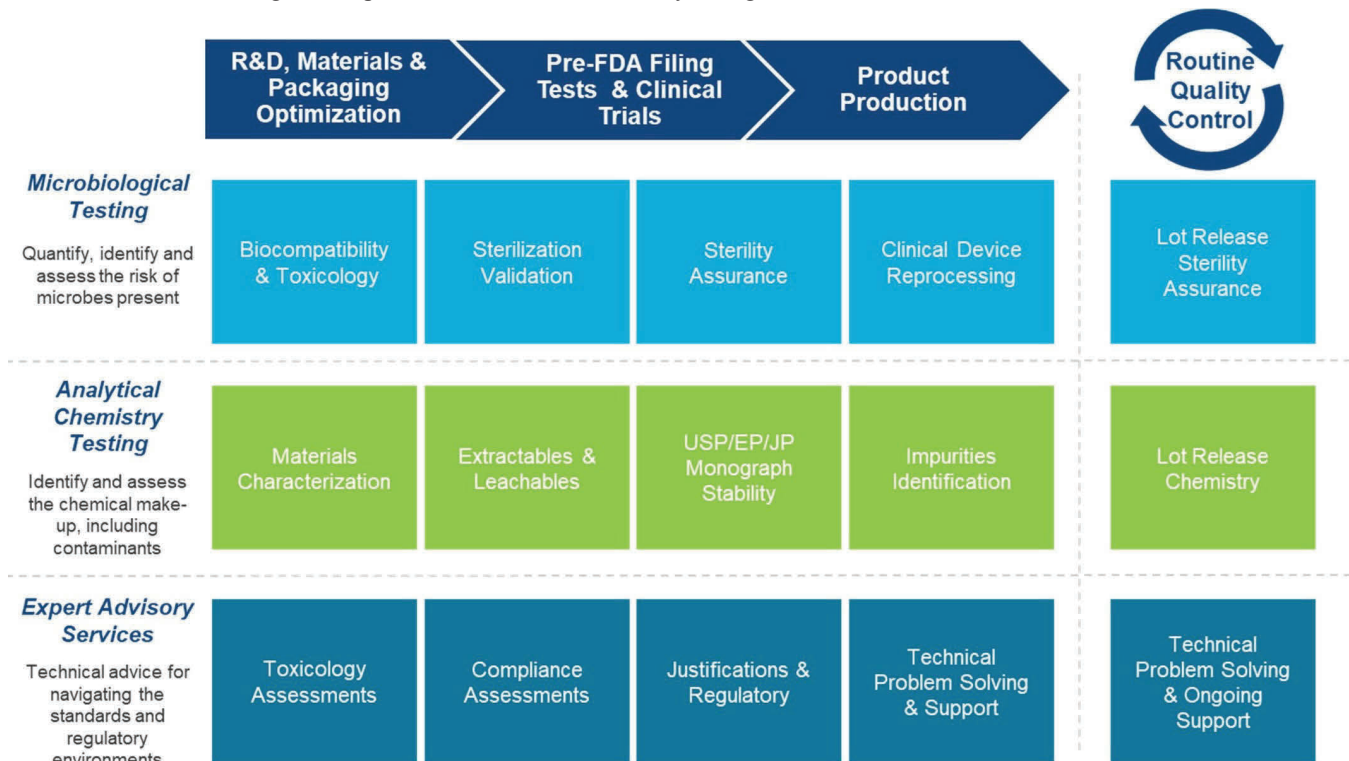 R&D, Materials &
Packaging
Optimization
Pre-FDA Filing
Tests & Clinical
Trials
Product
Production
Routine
Quality
Control
Microbiological
Testing
Quantify, identify and
assess the risk of
microbes present
Biocompatibility
& Toxicology
Sterilization
Validation
Sterility
Assurance
Clinical Device
Reprocessing
Lot Release
Sterility
Assurance
Analytical
Chemistry
Testing
Identify and assess
the chemical make-
up, including
contaminants
Materials
Characterization
Extractables &
Leachables
USP/EP/JP
Monograph
Stability
Impurities
Identification
Lot Release
Chemistry
Expert Advisory
Services
Technical advice for
navigating the
standards and
regulatory
environments
Toxicology
Assessments
Compliance
Assessments
Justifications &
Regulatory
Technical
Problem Solving
& Support
Technical
Problem Solving
& Ongoing
Support